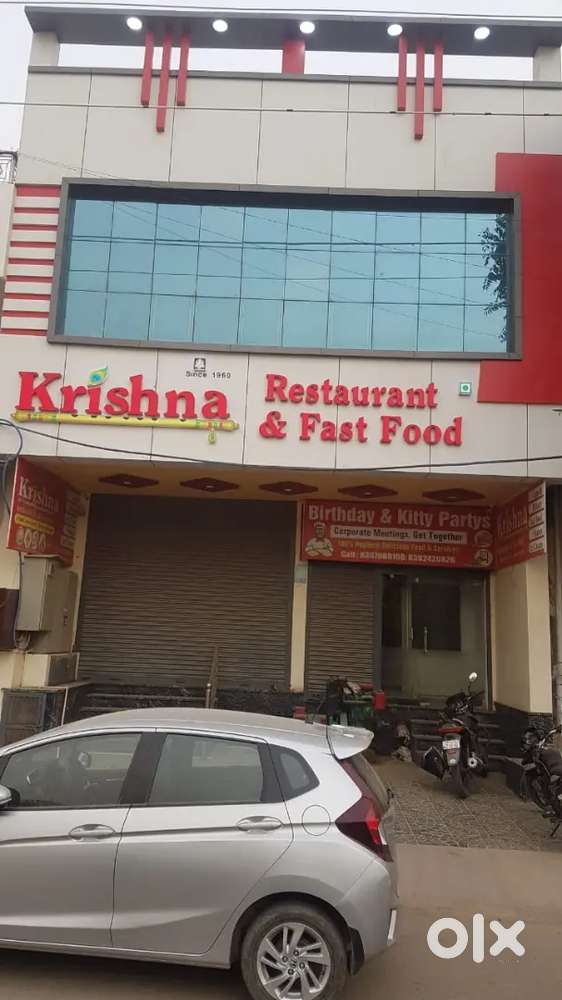 Since 1960
Krishna
Restaurant
& Fast Food
Krishna
Birthday & Kitty Partys
Corporate Meetings, Get Together
Krishna
olx